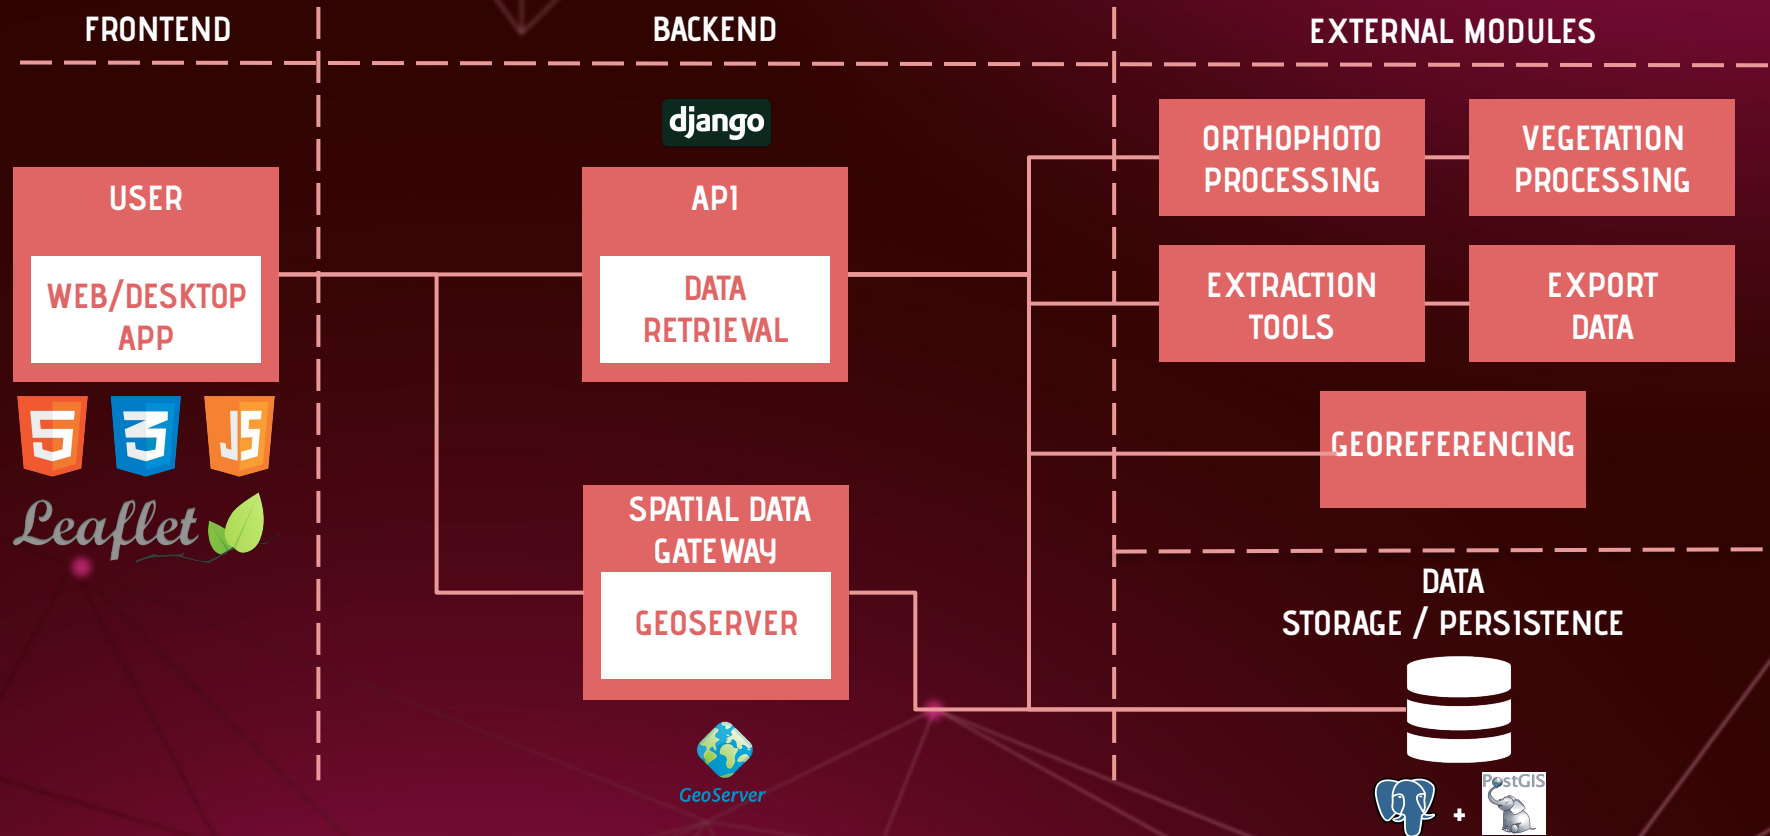 FRONTEND
BACKEND
EXTERNAL MODULES
USER
WEB/DESKTOP
APP
5
3
JS
Leaflet
django
API
DATA
RETRIEVAL
SPATIAL DATA
GATEWAY
GEOSERVER
GeoServer
ORTHOPHOTO
PROCESSING
VEGETATION
PROCESSING
EXTRACTION
TOOLS
EXPORT
DATA
GEOREFERENCING
DATA
STORAGE / PERSISTENCE
+
PostGIS